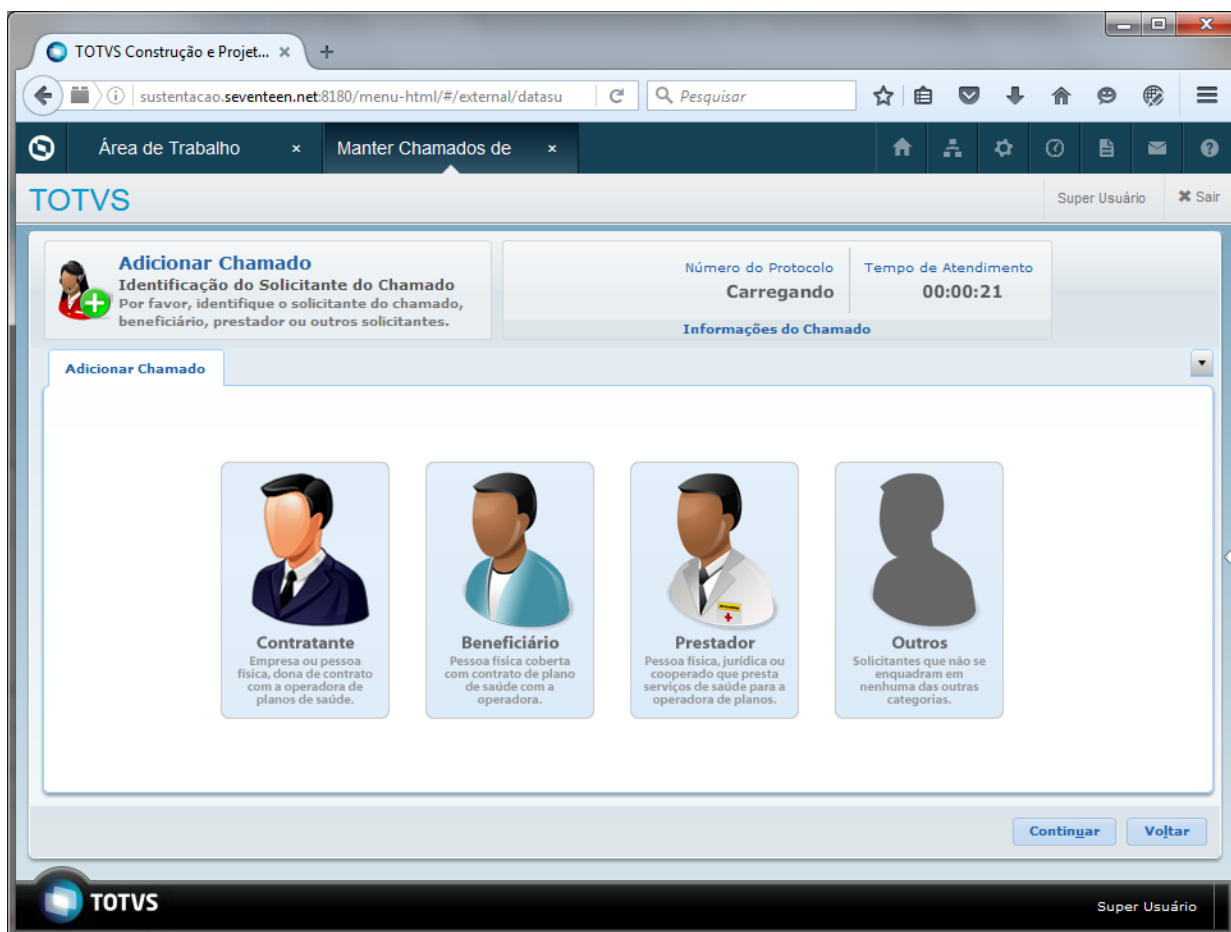 TOTVS Construção e Projet...
sustentacao.seventeen.net:8180/menu-html/#/external/datasu
Pesquisar
Área de Trabalho
Manter Chamados de
TOTVS
Super Usuário
Sair
Adicionar Chamado
Identificação do Solicitante do Chamado
Por favor, identifique o solicitante do chamado,
beneficiário, prestador ou outros solicitantes.
Número do Protocolo
Carregando
Tempo de Atendimento
00:00:21
Informações do Chamado
Adicionar Chamado
Contratante
Empresa ou pessoa
física, dona de contrato
com a operadora de
planos de saúde.
Beneficiário
Pessoa física coberta
com contrato de plano
de saúde com a
operadora.
Prestador
Pessoa física, jurídica ou
cooperado que presta
serviços de saúde para a
operadora de planos.
Outros
Solicitantes que não se
enquadram em
nenhuma das outras
categorias.
Continuar
Voltar
TOTVS
Super Usuário